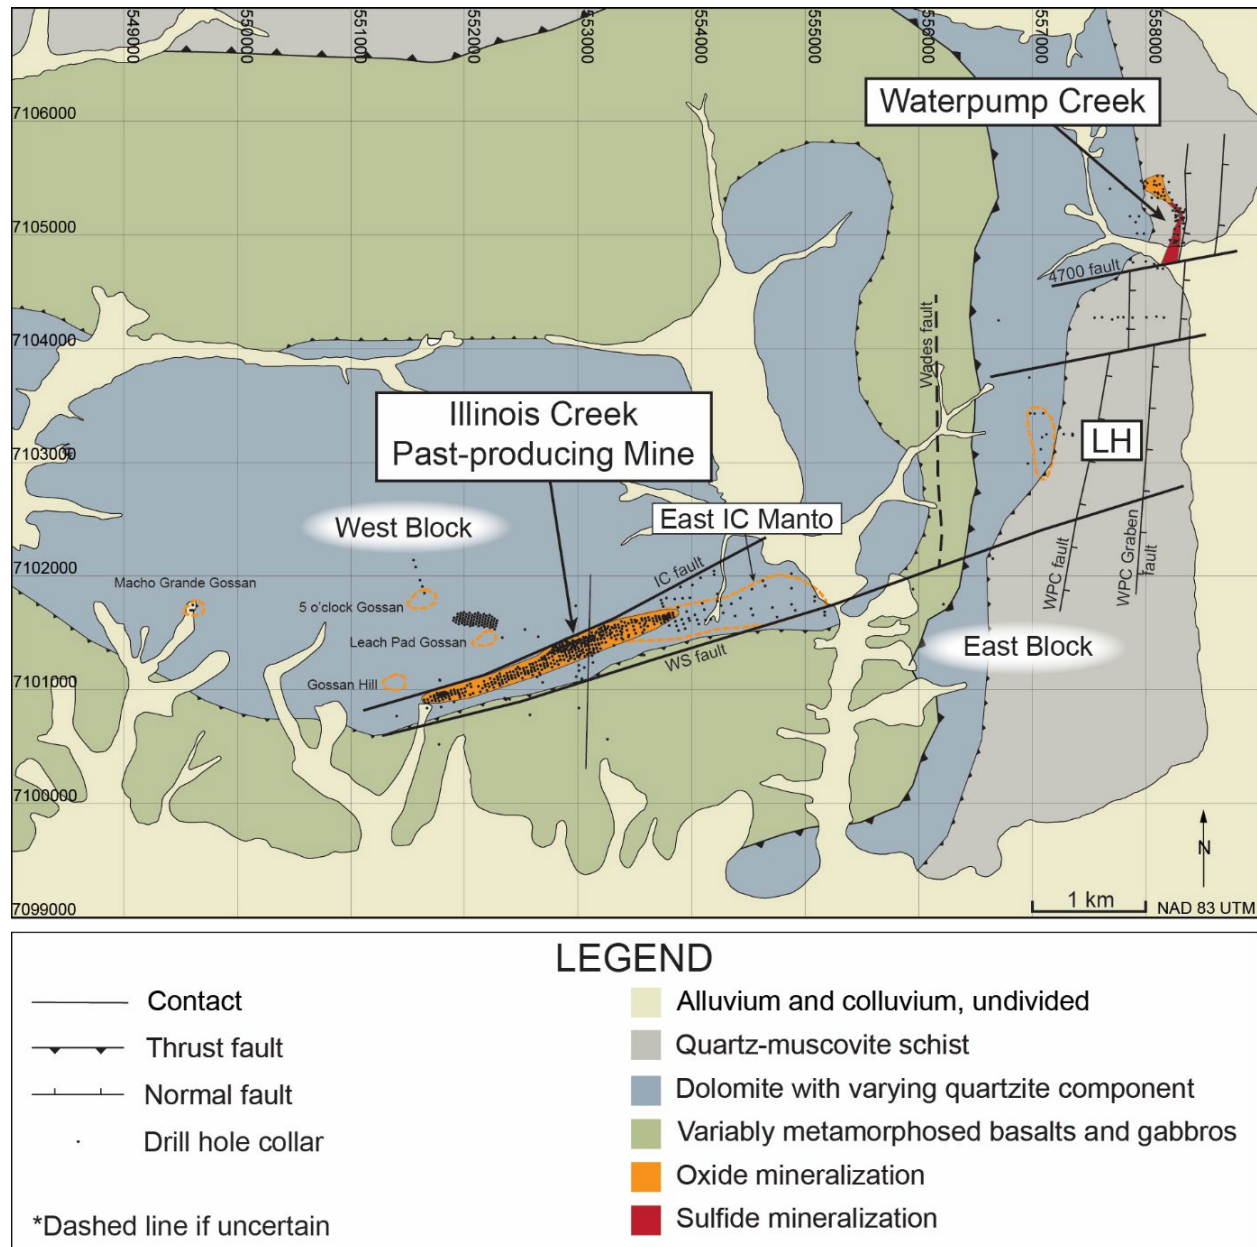 549000
550000
551000
552000
553000
554000
555000
556000
557000
558000
7106000
7105000
7104000
7103000
7102000
7101000
7100000
7099000
Waterpump Creek
4700 fault
Wades fault
Illinois Creek
Past-producing Mine
LH
West Block
East IC Manto
IC fault
WPC fault
WPC Graben
fault
Macho Grande Gossan
5 o'clock Gossan
Leach Pad Gossan
Gossan Hill
WS fault
East Block
N
1 km
NAD 83 UTM
LEGEND
Contact
Thrust fault
Normal fault
Drill hole collar
*Dashed line if uncertain
Alluvium and colluvium, undivided
Quartz-muscovite schist
Dolomite with varying quartzite component
Variably metamorphosed basalts and gabbros
Oxide mineralization
Sulfide mineralization